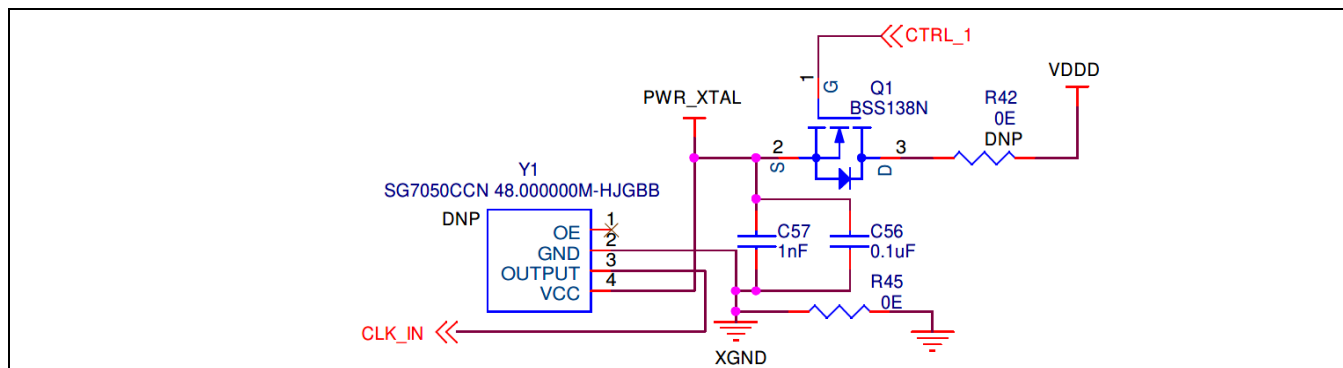 CTRL_1
1
G
VDDD
PWR_XTAL
Q1
BSS138N
R42
0E
DNP
2
3
S
D
Y1
SG7050CCN 48.000000M-HJGBB
DNP
OE
1
GND
2
OUTPUT
3
VCC
4
C57
1nF
C56
0.1uF
R45
0E
CLK_IN
XGND